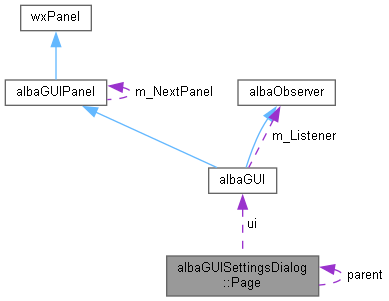 wxPanel
albaGUIPanel
m_NextPanel
albaObserver
m_Listener
albaGUI
ui
albaGUISettingsDialog
::Page
parent